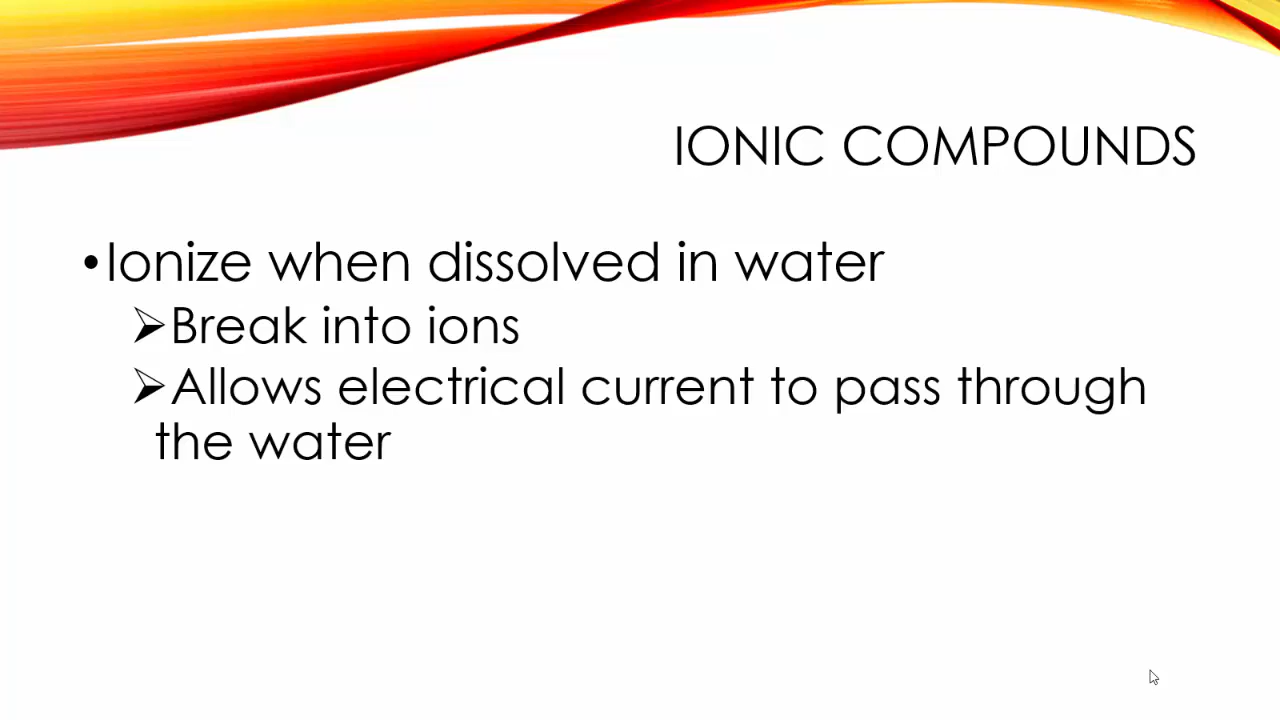 IONIC COMPOUNDS
•Ionize when dissolved in water
➢Break into ions
➢Allows electrical current to pass through
the water